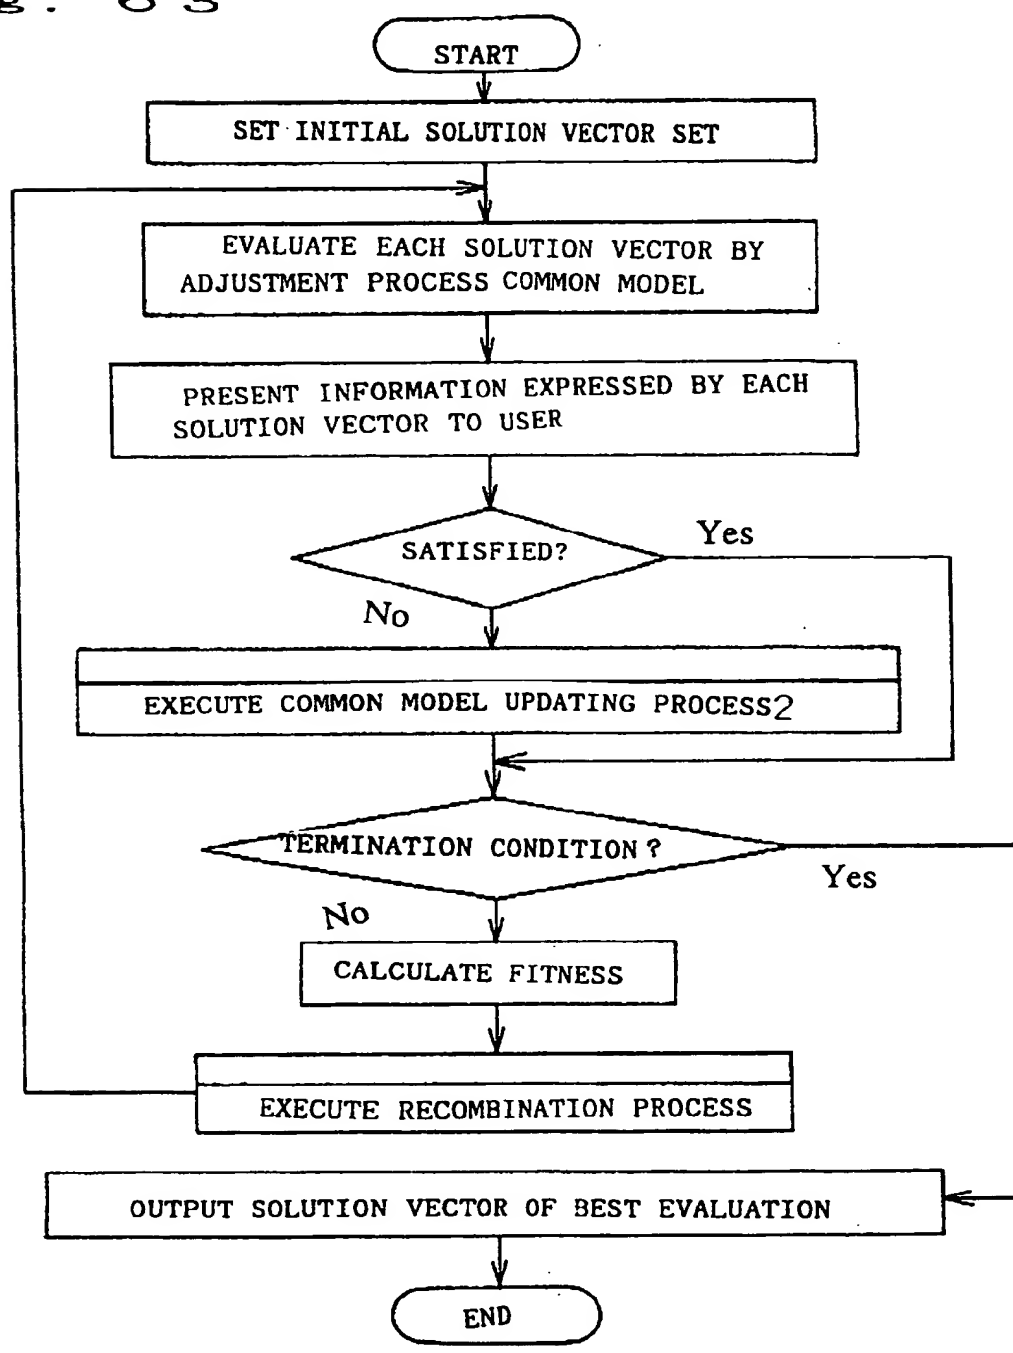 START
SET INITIAL SOLUTION VECTOR SET
EVALUATE EACH SOLUTION VECTOR BY
ADJUSTMENT PROCESS COMMON MODEL
PRESENT INFORMATION EXPRESSED BY EACH
SOLUTION VECTOR TO USER
SATISFIED?
Yes
No
EXECUTE COMMON MODEL UPDATING PROCESS2
TERMINATION CONDITION?
Yes
No
CALCULATE FITNESS
EXECUTE RECOMBINATION PROCESS
OUTPUT SOLUTION VECTOR OF BEST EVALUATION
END